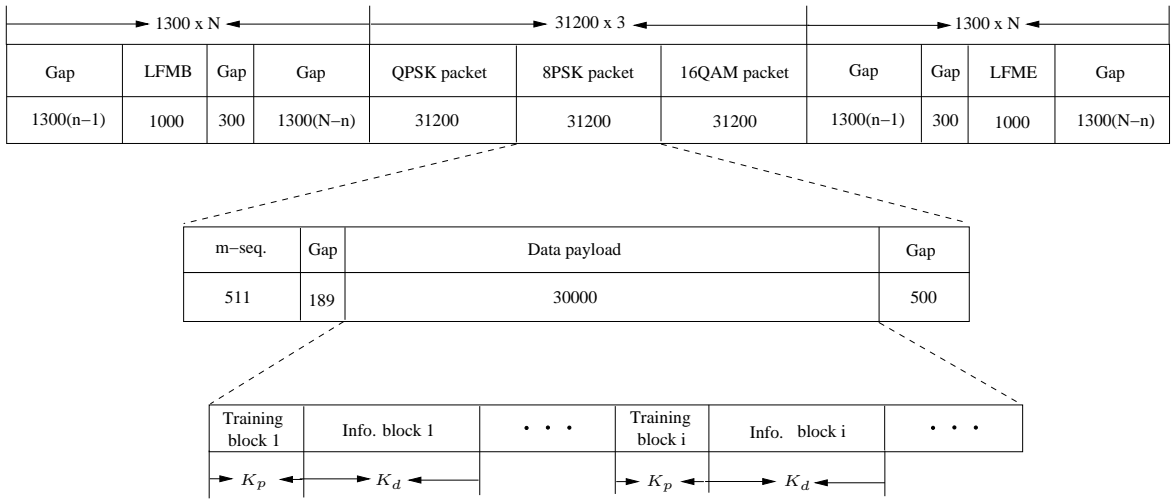 1300 x N 31200 x 3 1300 x N
Gap LFMB Gap Gap QPSK packet 8PSK packet 16QAM packet Gap Gap LFME Gap
1300(n−1) 1000 300 1300(N−n) 31200 31200 31200 1300(n−1) 300 1000 1300(N−n)
m−seq. Gap Data payload Gap
511 189 30000 500
Training
block 1 Info. block 1 · · · Training
block i Info. block i · · ·
K_p K_d K_p K_d